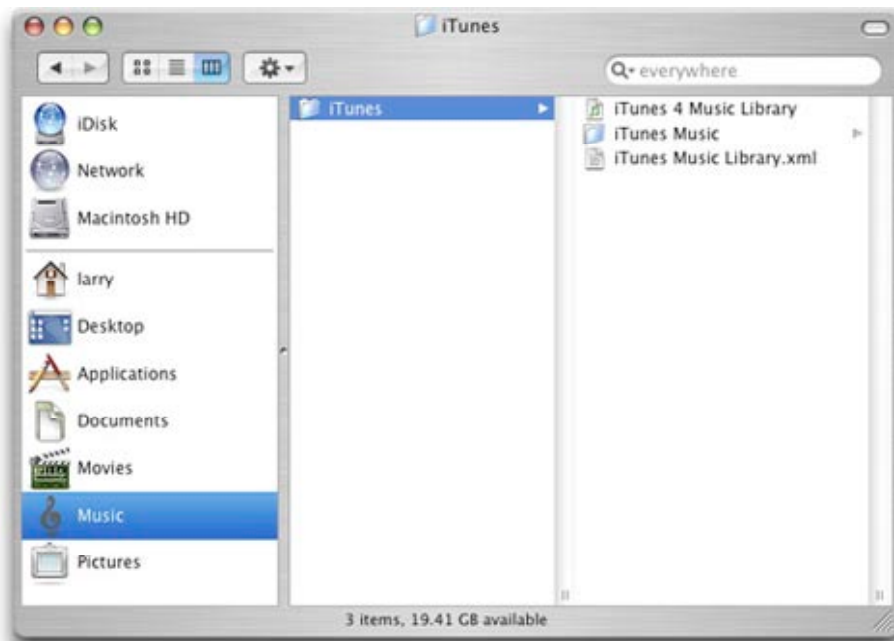 iTunes
everywhere
iDisk
Network
Macintosh HD
larry
Desktop
Applications
Documents
Movies
Music
Pictures
iTunes
iTunes 4 Music Library
iTunes Music
iTunes Music Library.xml
3 items, 19.41 GB available